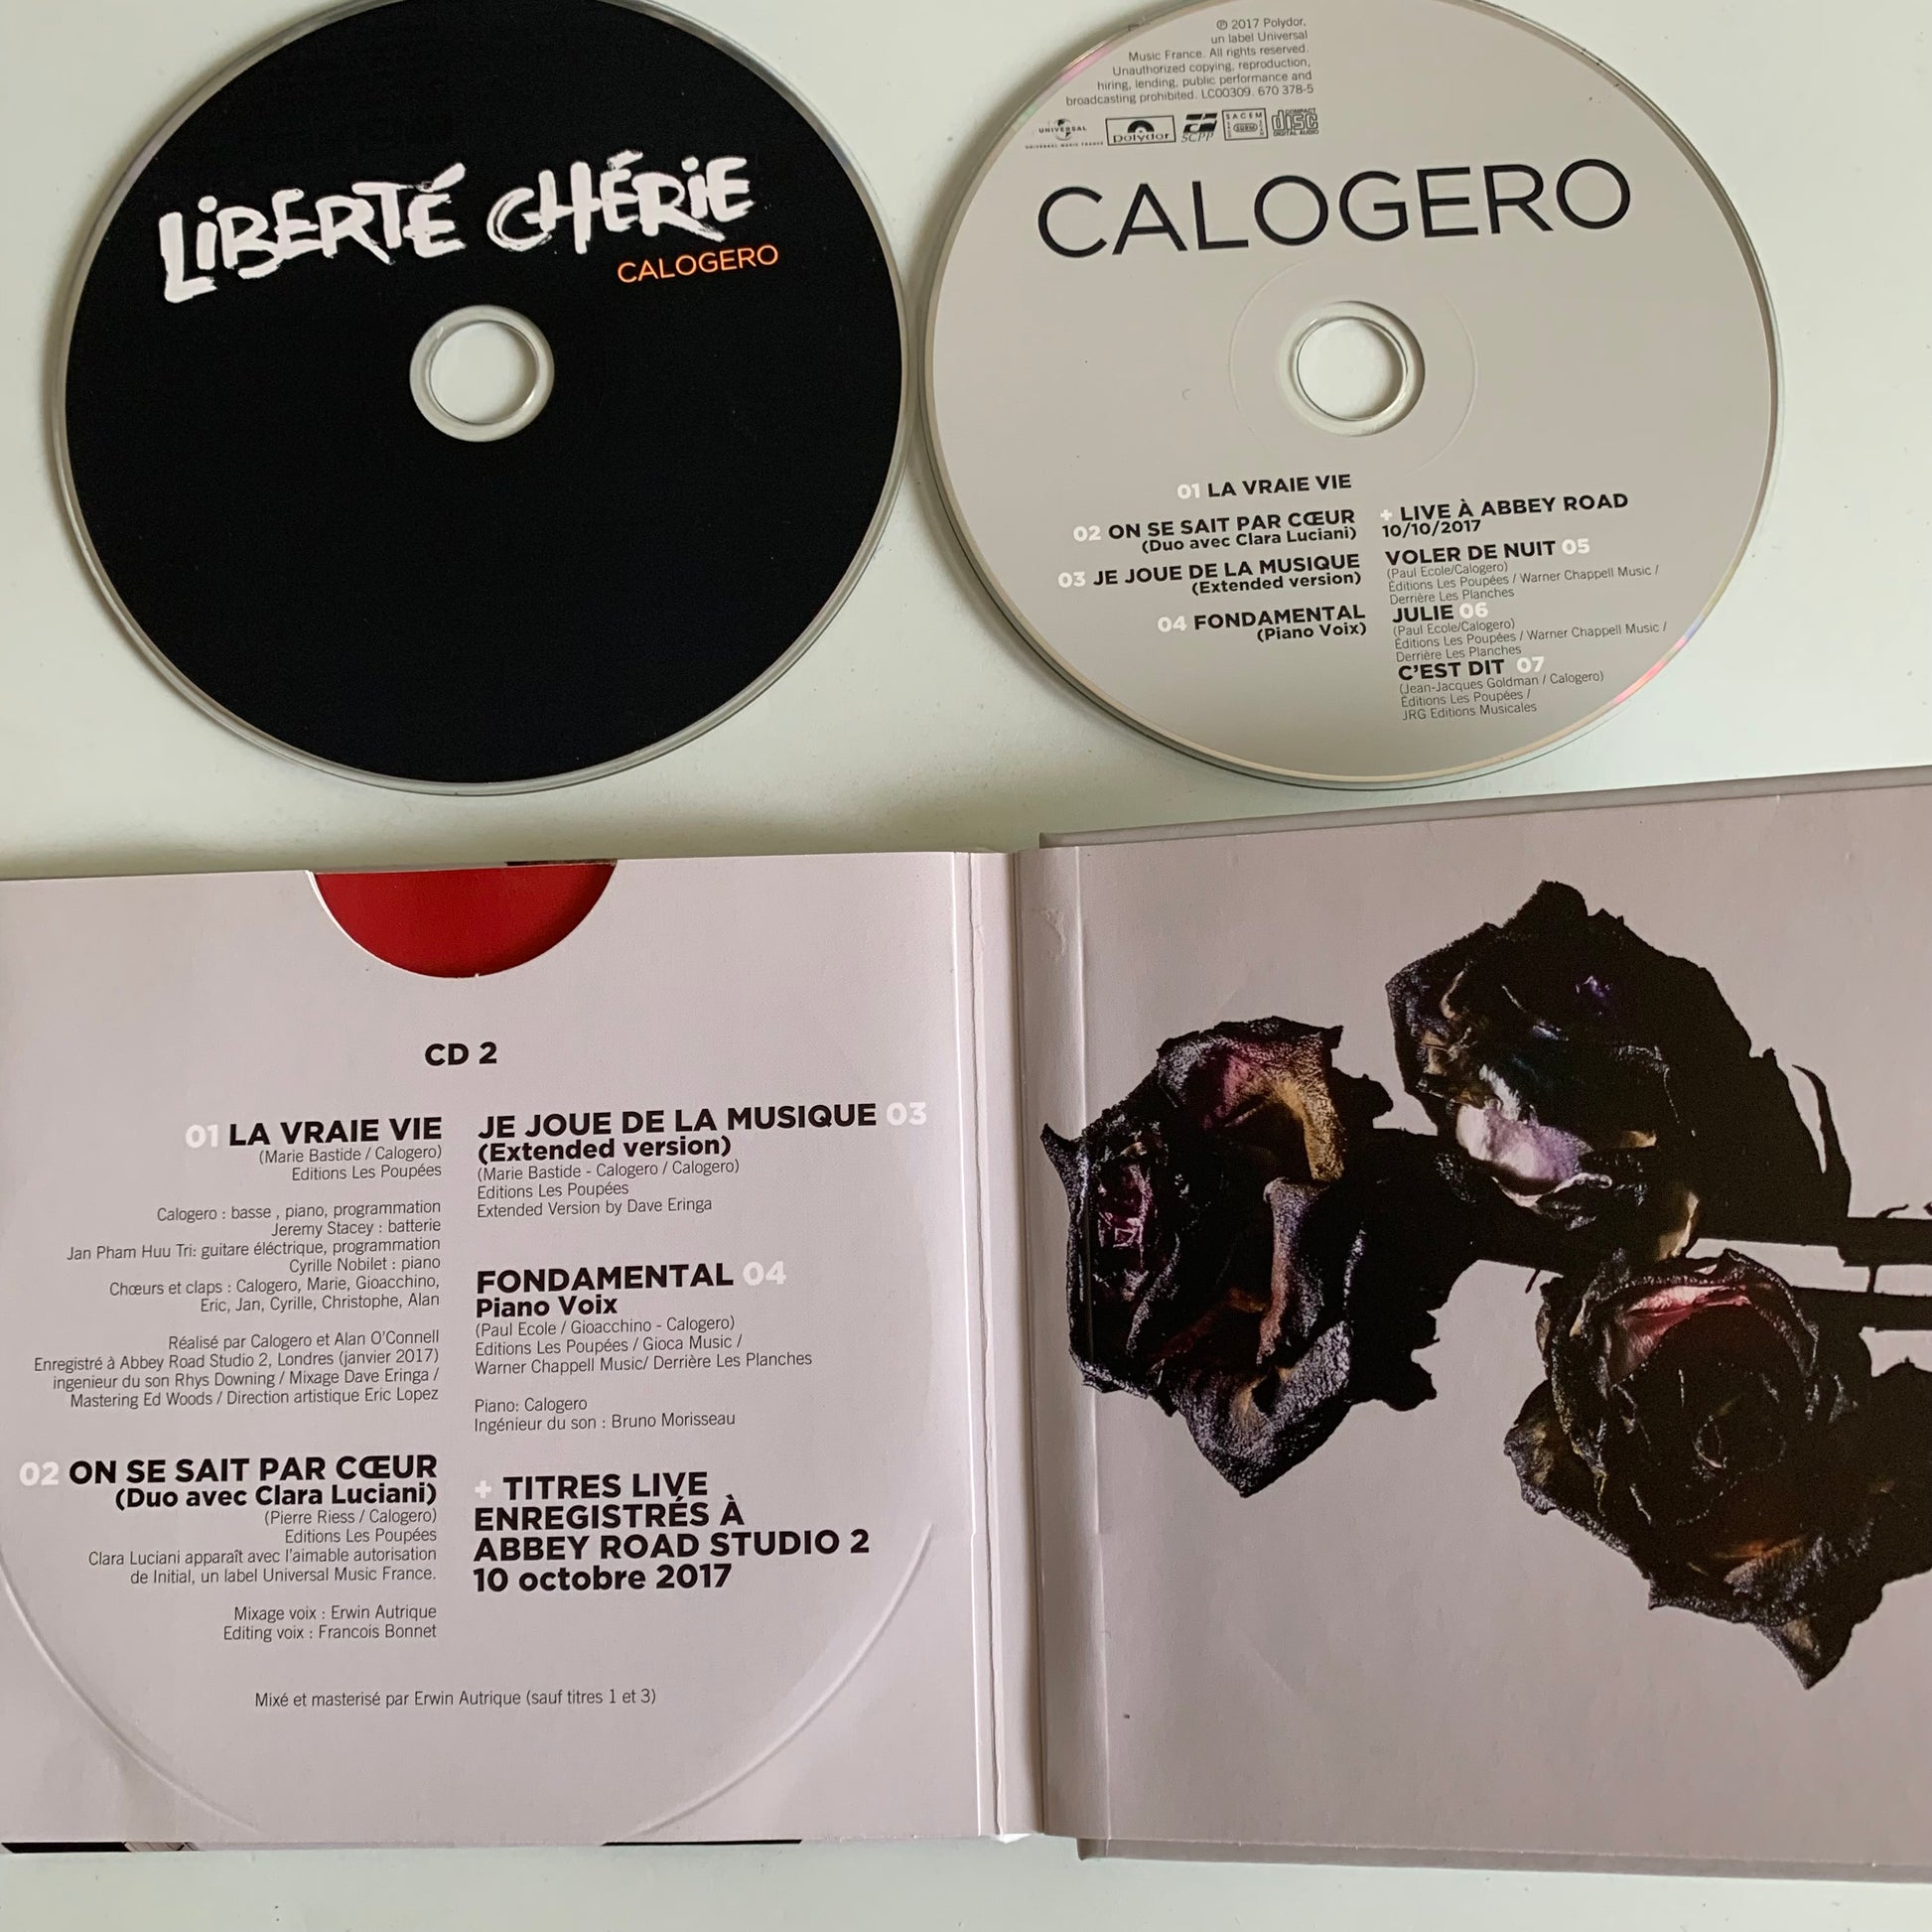 LiBERTÉ CHÉRiE
CALOGERO
℗ 2017 Polydor,
un label Universal
Music France. All rights reserved.
Unauthorized copying, reproduction,
hiring, lending, public performance and
broadcasting prohibited. LC00309. 670 378-5
UNIVERSAL
UNIVERSAL MUSIC FRANCE
Polydor
SCPP
SACEM
COMPACT
disc
DIGITAL AUDIO
CALOGERO
01 LA VRAIE VIE
02 ON SE SAIT PAR CŒUR
(Duo avec Clara Luciani)
03 JE JOUE DE LA MUSIQUE
(Extended version)
04 FONDAMENTAL
(Piano Voix)
+ LIVE À ABBEY ROAD
10/10/2017
VOLER DE NUIT 05
(Paul Ecole/Calogero)
Éditions Les Poupées / Warner Chappell Music /
Derrière Les Planches
JULIE 06
(Paul Ecole/Calogero)
Éditions Les Poupées / Warner Chappell Music /
Derrière Les Planches
C'EST DIT 07
(Jean-Jacques Goldman / Calogero)
Éditions Les Poupées /
JRG Editions Musicales
CD 2
01 LA VRAIE VIE
(Marie Bastide / Calogero)
Editions Les Poupées
Calogero : basse , piano, programmation
Jeremy Stacey : batterie
Jan Pham Huu Tri: guitare éléctrique, programmation
Cyrille Nobilet : piano
Chœurs et claps : Calogero, Marie, Gioacchino,
Eric, Jan, Cyrille, Christophe, Alan
Réalisé par Calogero et Alan O'Connell
Enregistré à Abbey Road Studio 2, Londres (janvier 2017)
ingenieur du son Rhys Downing / Mixage Dave Eringa /
Mastering Ed Woods / Direction artistique Eric Lopez
02 ON SE SAIT PAR CŒUR
(Duo avec Clara Luciani)
(Pierre Riess / Calogero)
Editions Les Poupées
Clara Luciani apparaît avec l'aimable autorisation
de Initial, un label Universal Music France.
Mixage voix : Erwin Autrique
Editing voix : Francois Bonnet
JE JOUE DE LA MUSIQUE 03
(Extended version)
(Marie Bastide - Calogero / Calogero)
Editions Les Poupées
Extended Version by Dave Eringa
FONDAMENTAL 04
Piano Voix
(Paul Ecole / Gioacchino - Calogero)
Editions Les Poupées / Gioca Music /
Warner Chappell Music/ Derrière Les Planches
Piano: Calogero
Ingénieur du son : Bruno Morisseau
+ TITRES LIVE
ENREGISTRÉS À
ABBEY ROAD STUDIO 2
10 octobre 2017
Mixé et masterisé par Erwin Autrique (sauf titres 1 et 3)